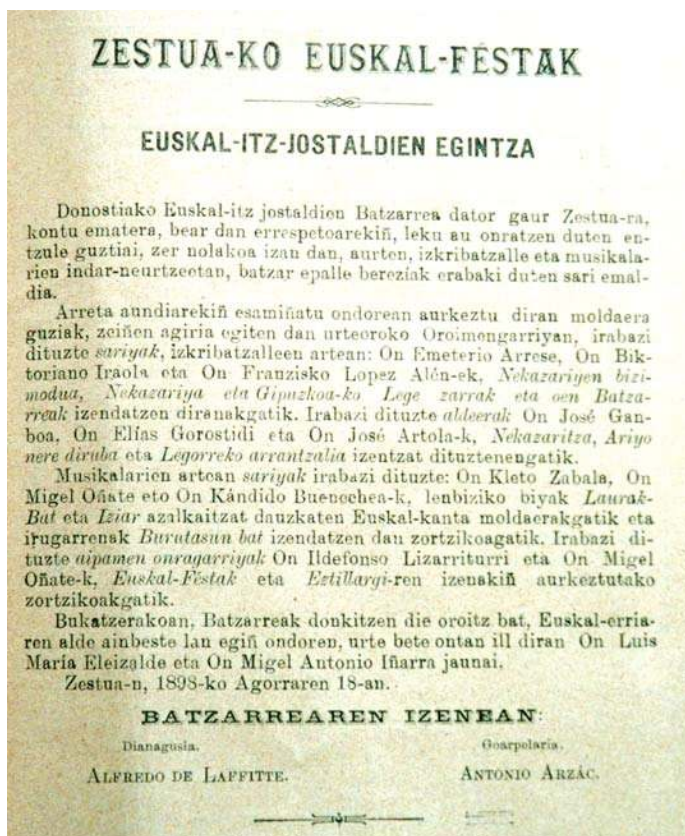 ZESTUA-KO EUSKAL-FESTAK
EUSKAL-ITZ-JOSTALDIEN EGINTZA
Donostiako Euskal-itz jostaldien Batzarrea dator gaur Zestua-ra,
kontu ematera, bear dan errespetoarekiñ, leku au onratzen duten en-
tzule guztiai, zer nolakoa izan dan, aurten, izkribatzalle eta musikala-
rien indar-neurtzeetan, batzar epalle bereziak erabaki duten sari emal-
dia.
Arreta aundiarekiñ esamiñatu ondorean aurkeztu diran moldaera
guziak, zeiñen agiria egiten dan urteoroko Oroimengarriyan, irabazi
dituzte sariyak, izkribatzalleen artean: On Emeterio Arrese, On Bik-
toriano Iraola eta On Franzisko Lopez Alén-ek, Nekazariyen bizi-
modua, Nekazariya eta Gipuzkoa-ko Lege zarrak eta oen Batza-
rreak izendatzen diranakgatik. Irabazi dituzte aldeerak On José Gan-
boa, On Elías Gorostidi eta On José Artola-k, Nekazaritza, Ariyo
nere diruba eta Legorreko arrantzalia izentzat dituztenengatik.
Musikalarien artean sariyak irabazi dituzte: On Kleto Zabala, On
Migel Oñate eto On Kándido Buenechea-k, lenbiziko biyak Laurak-
Bat eta Iziar azalkaitzat dauzkaten Euskal-kanta moldaerakgatik eta
irugarrenak Burutasun bat izendatzen dan zortzikoagatik. Irabazi di-
tuzte aipamen onragarriyak On Ildefonso Lizarriturri eta On Migel
Oñate-k, Euskal-Féstak eta Eztillargi-ren izenakiñ aurkeztutako
zortzikoakgatik.
Bukatzerakoan, Batzarreak donkitzen die oroitz bat, Euskal-erria-
ren alde ainbeste lan egiñ ondoren, urte bete ontan ill diran On Luis
María Eleizalde eta On Migel Antonio Iñarra jaunai.
Zestua-n, 1898-ko Agorraren 18-an.
BATZARREAREN IZENEAN:
Dianagusia. Goarpelaria.
ALFREDO DE LAFFITTE. ANTONIO ARZÁC.